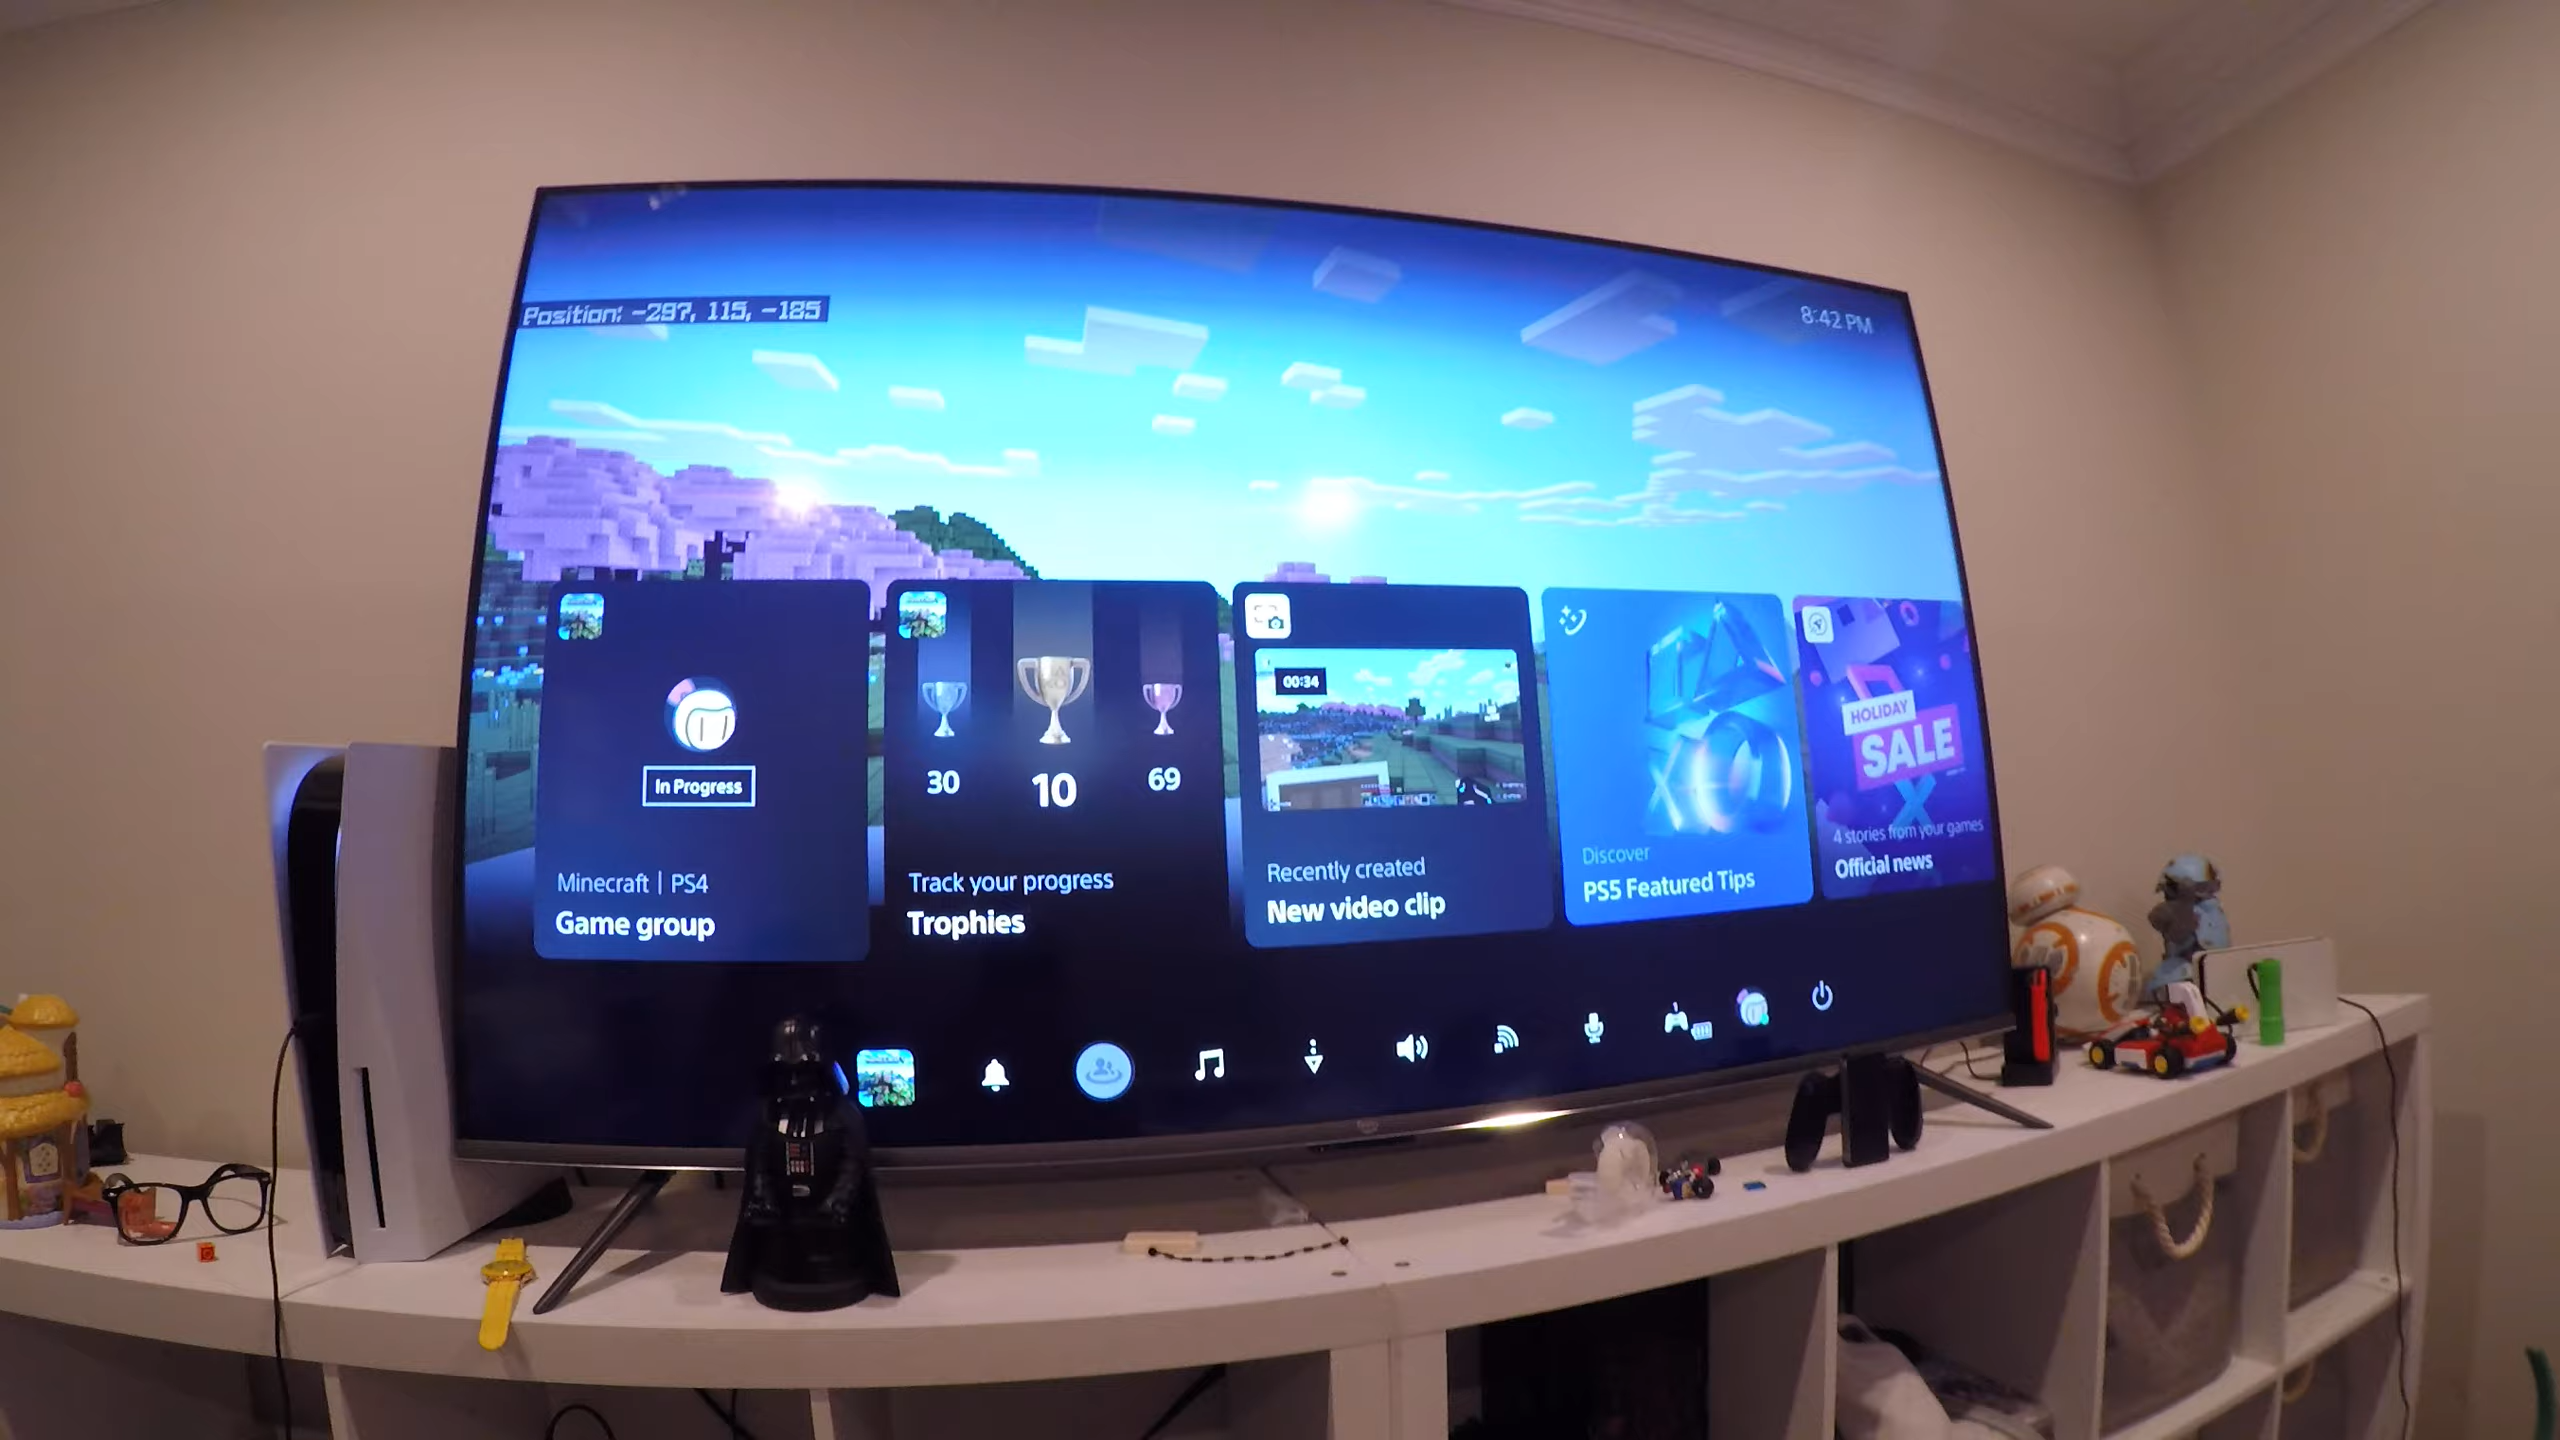 Position: -297, 115, -185
8:42 PM
In Progress
Minecraft | PS4
Game group
30
10
69
Track your progress
Trophies
00:34
Recently created
New video clip
Discover
PS5 Featured Tips
HOLIDAY
SALE
4 stories from your games
Official news